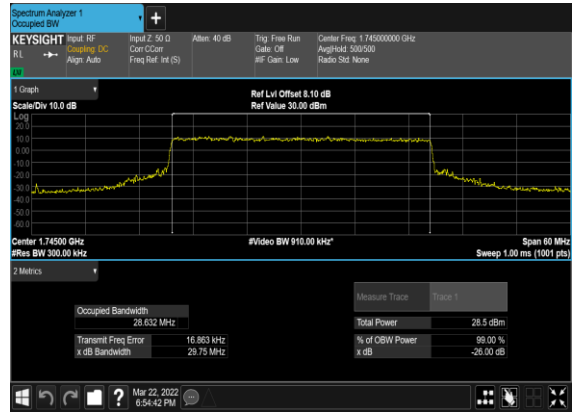 Spectrum Analyzer 1
Occupied BW
+
KEYSIGHT
RL
Input: RF
Coupling: DC
Align: Auto
Input Z: 50 Ω
Corr CCorr
Freq Ref: Int (S)
Atten: 40 dB
Trig: Free Run
Gate: Off
#IF Gain: Low
Center Freq: 1.745000000 GHz
Avg|Hold: 500/500
Radio Std: None
1 Graph
Scale/Div 10.0 dB
Ref Lvl Offset 8.10 dB
Ref Value 30.00 dBm
Log
20.0
10.0
0.00
-10.0
-20.0
-30.0
-40.0
-50.0
-60.0
Center 1.74500 GHz
#Res BW 300.00 kHz
#Video BW 910.00 kHz*
Span 60 MHz
Sweep 1.00 ms (1001 pts)
2 Metrics
Measure Trace Trace 1
Occupied Bandwidth
28.632 MHz
Total Power 28.5 dBm
Transmit Freq Error 16.863 kHz
% of OBW Power 99.00 %
x dB Bandwidth 29.75 MHz
x dB -26.00 dB
?
Mar 22, 2022
6:54:42 PM